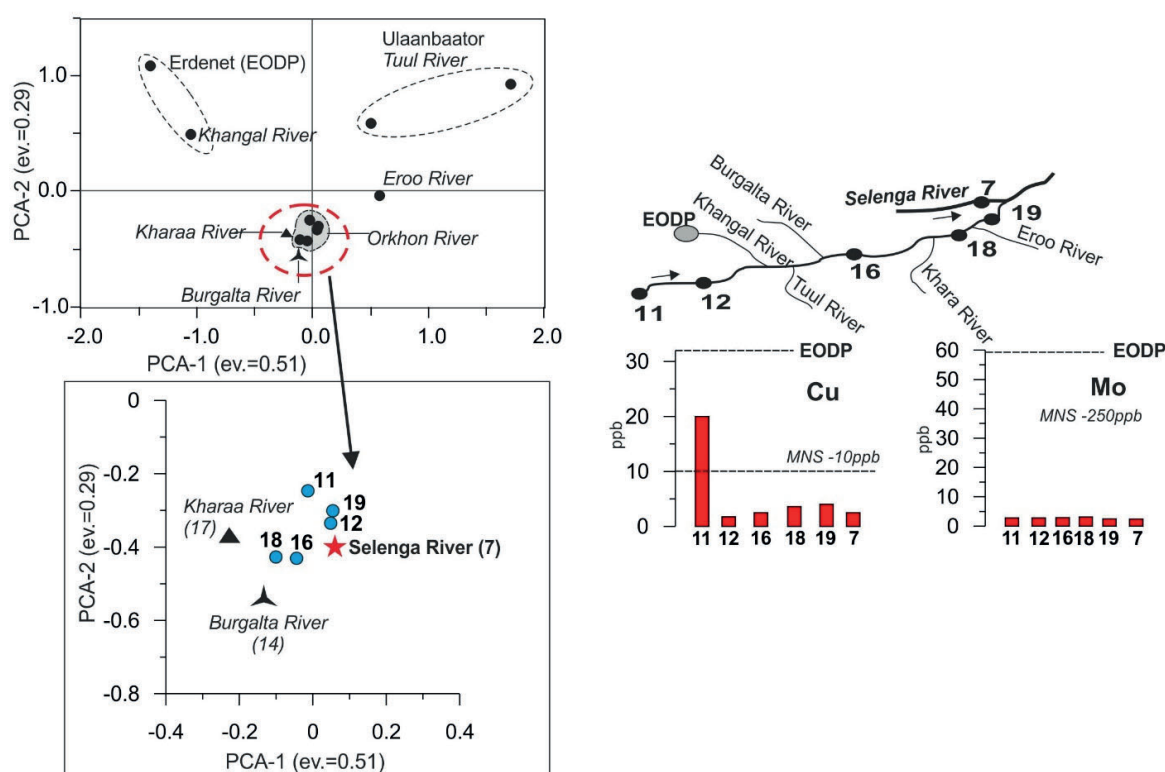 1.0
0.0
-1.0
-2.0
-1.0
0.0
1.0
2.0
PCA-2 (ev.=0.29)
PCA-1 (ev.=0.51)
Erdenet (EODP)
Khangal River
Ulaanbaator
Tuul River
Eroo River
Kharaa River
Orkhon River
Burgalta River
0
-0.2
-0.4
-0.6
-0.8
-0.4
-0.2
0
0.2
0.4
PCA-2 (ev.=0.29)
PCA-1 (ev.=0.51)
11
19
12
Kharaa River
(17)
18
16
Selenga River (7)
Burgalta River
(14)
Burgalta River
Selenga River
7
19
EODP
Khangal River
18
Eroo River
16
11
12
Tuul River
Khara River
30
20
10
0
ppb
EODP
Cu
MNS -10ppb
11
12
16
18
19
7
60
50
40
30
20
10
0
ppb
EODP
Mo
MNS -250ppb
11
12
16
18
19
7